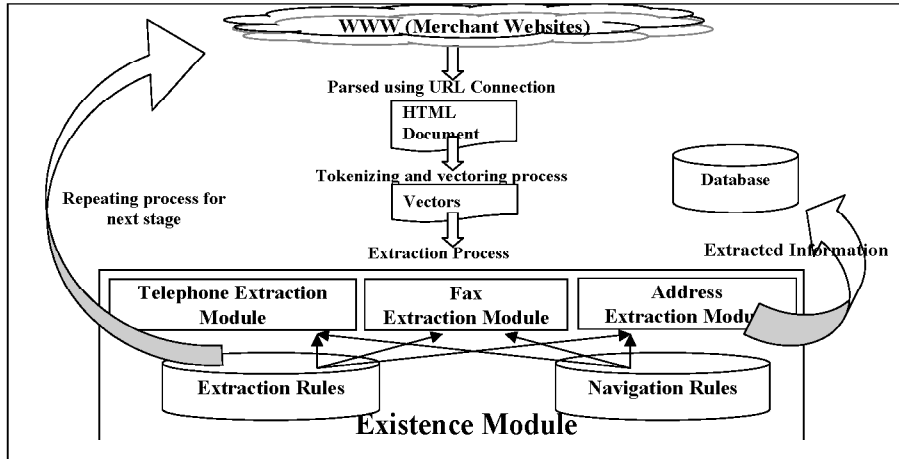 WWW (Merchant Websites)
Parsed using URL Connection
HTML
Document
Tokenizing and vectoring process
Vectors
Database
Repeating process for
next stage
Extraction Process
Extracted Information
Telephone Extraction
Module
Fax
Extraction Module
Address
Extraction Modu
Extraction Rules
Navigation Rules
Existence Module